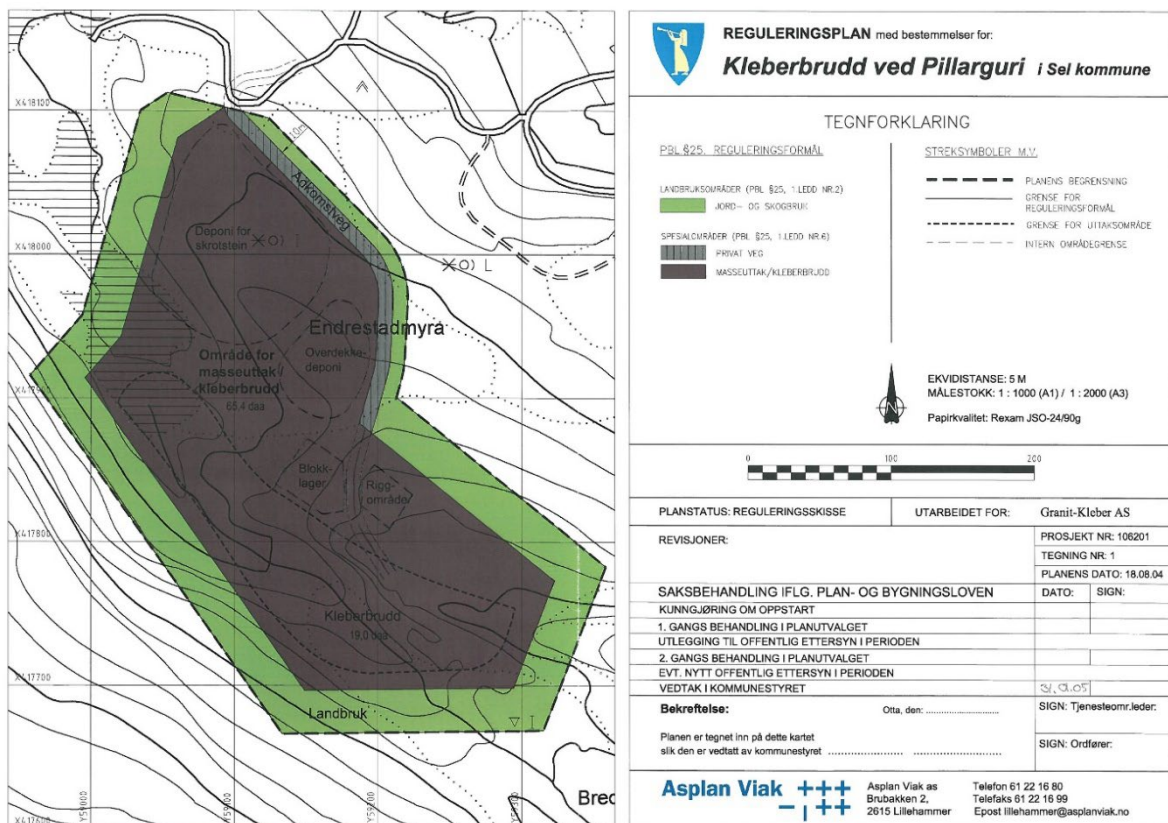 X418100
10m
Adkomstveg
Deponi for
skrotstein
X418000
L
Endrestadmyra
Overdekke-
deponi
Område for
masseuttak/
kleberbrudd
65,4 daa
Blokk-
lager
Rigg-
område
X417800
Kleberbrudd
19,0 daa
X417700
Landbruk
I
Bred
Y59000
X417600
REGULERINGSPLAN med bestemmelser for:
Kleberbrudd ved Pillarguri i Sel kommune
TEGNFORKLARING
PBL §25. REGULERINGSFORMÅL
LANDBRUKSOMRÅDER (PBL §25, 1.LEDD NR.2)
JORD- OG SKOGBRUK
SPESIALOMRÅDER (PBL §25, 1.LEDD NR.6)
PRIVAT VEG
MASSEUTTAK/KLEBERBRUDD
STREKSYMBOLER M.V.
PLANENS BEGRENSNING
GRENSE FOR
REGULERINGSFORMÅL
GRENSE FOR UTTAKSOMRÅDE
INTERN OMRÅDEGRENSE
N
EKVIDISTANSE: 5 M
MÅLESTOKK: 1 : 1000 (A1) / 1 : 2000 (A3)
Papirkvalitet: Rexam JSO-24/90g
0 100 200
PLANSTATUS: REGULERINGSSKISSE
UTARBEIDET FOR: Granit-Kleber AS
REVISJONER:
PROSJEKT NR: 106201
TEGNING NR: 1
PLANENS DATO: 18.08.04
SAKSBEHANDLING IFLG. PLAN- OG BYGNINGSLOVEN
DATO: SIGN:
KUNNGJØRING OM OPPSTART
1. GANGS BEHANDLING I PLANUTVALGET
UTLEGGING TIL OFFENTLIG ETTERSYN I PERIODEN
2. GANGS BEHANDLING I PLANUTVALGET
EVT. NYTT OFFENTLIG ETTERSYN I PERIODEN
VEDTAK I KOMMUNESTYRET
Bekreftelse:
Otta, den: ............................
SIGN: Tjenesteomr.leder:
Planen er tegnet inn på dette kartet
slik den er vedtatt av kommunestyret ............................ ............................
SIGN: Ordfører:
Asplan Viak
Asplan Viak as
Brubakken 2,
2615 Lillehammer
Telefon 61 22 16 80
Telefaks 61 22 16 99
Epost lillehammer@asplanviak.no